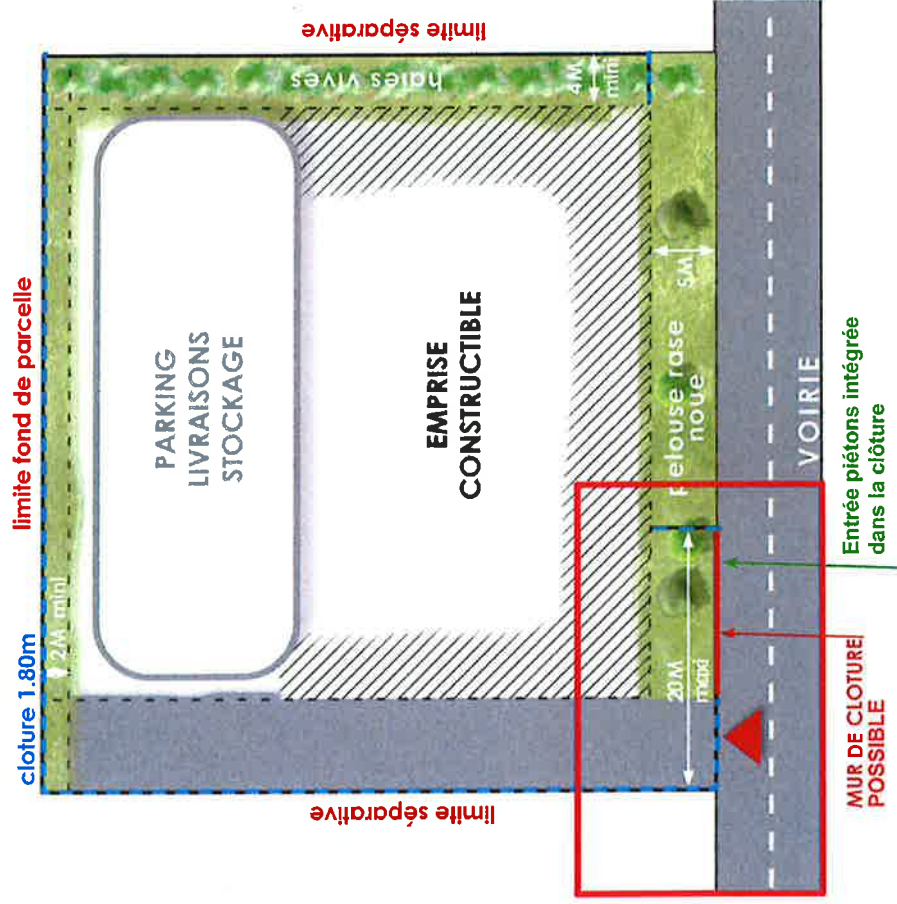 limite fond de parcelle
cloture 1.80m
2M mini
limite séparative
haies vives
4M
mini
PARKING
LIVRAISONS
STOCKAGE
EMPRISE
CONSTRUCTIBLE
limite séparative
20M
maxi
pelouse rase
noue
5M
VOIRIE
MUR DE CLOTURE
POSSIBLE
Entrée piétons intégrée
dans la clôture